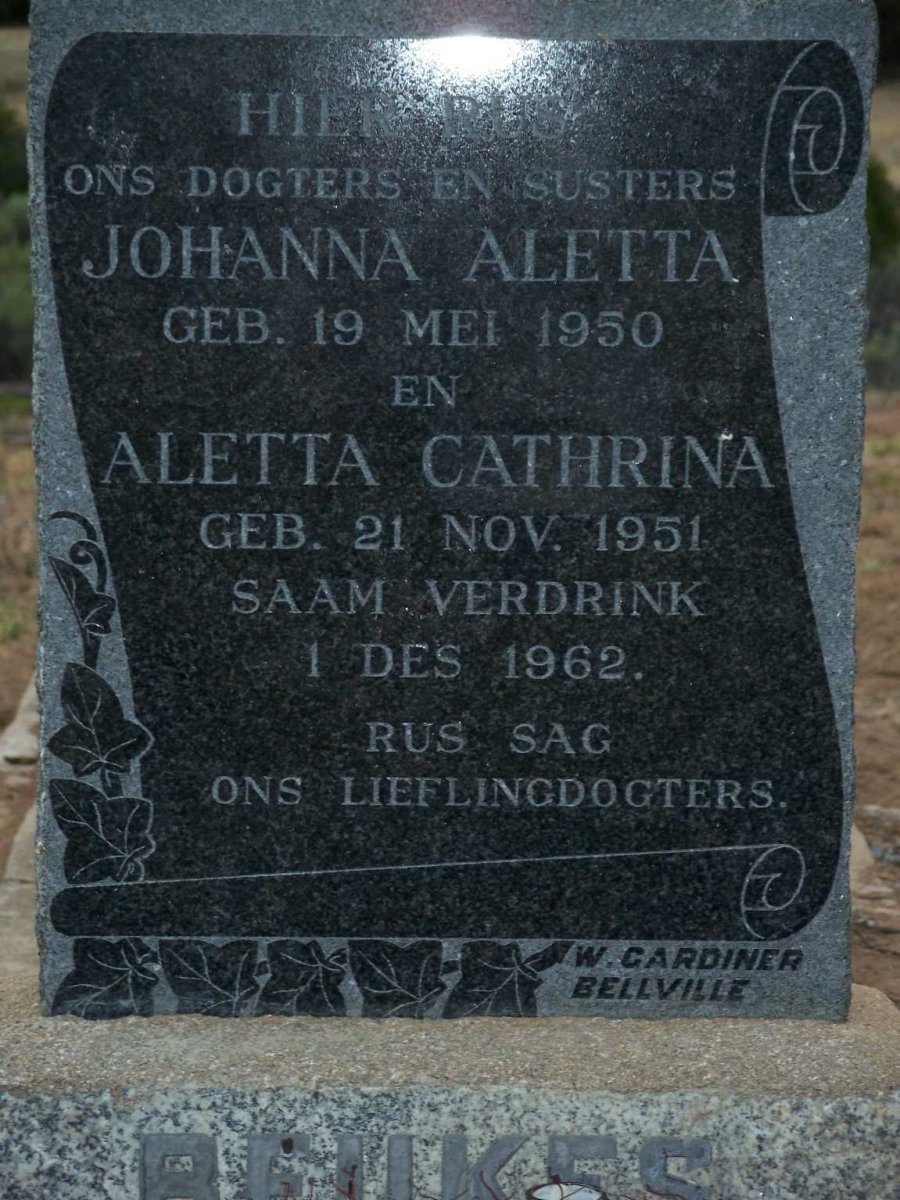 HIER RUS
ONS DOGTERS EN SUSTERS
JOHANNA ALETTA
GEB. 19 MEI 1950
EN
ALETTA CATHRINA
GEB. 21 NOV. 1951
SAAM VERDRINK
1 DES 1962.
RUS SAG
ONS LIEFLINGDOGTERS.
W. GARDINER
BELLVILLE
BEUKES